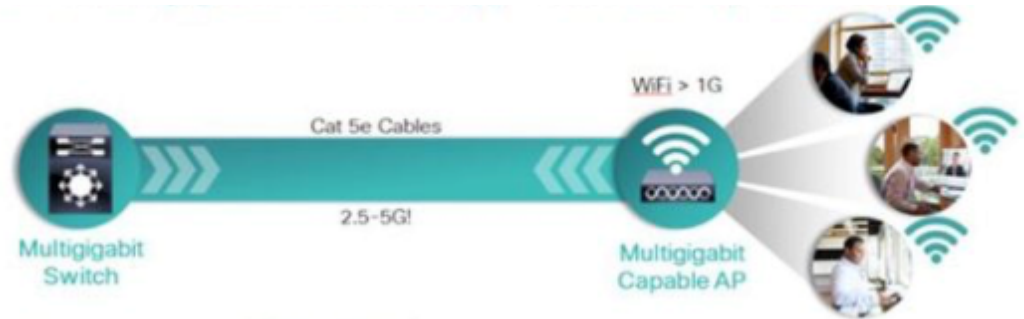 WiFi > 1G
Cat 5e Cables
2.5-5G!
Multigigabit
Switch
Multigigabit
Capable AP